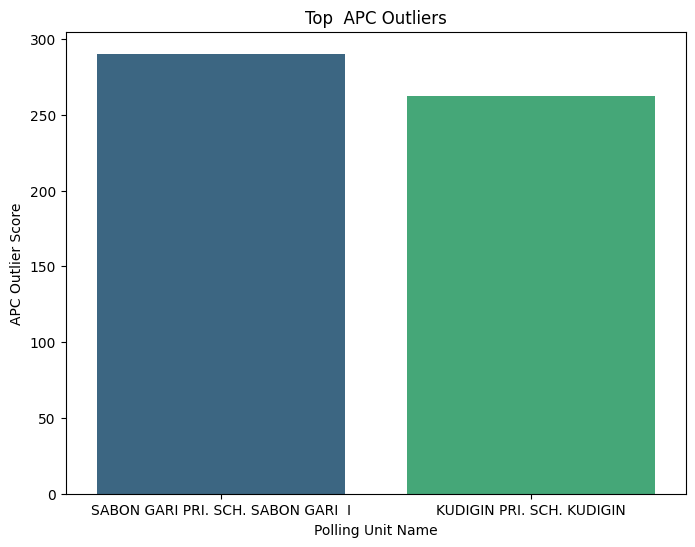 Top  APC Outliers
APC Outlier Score
300
250
200
150
100
50
0
SABON GARI PRI. SCH. SABON GARI  I
KUDIGIN PRI. SCH. KUDIGIN
Polling Unit Name